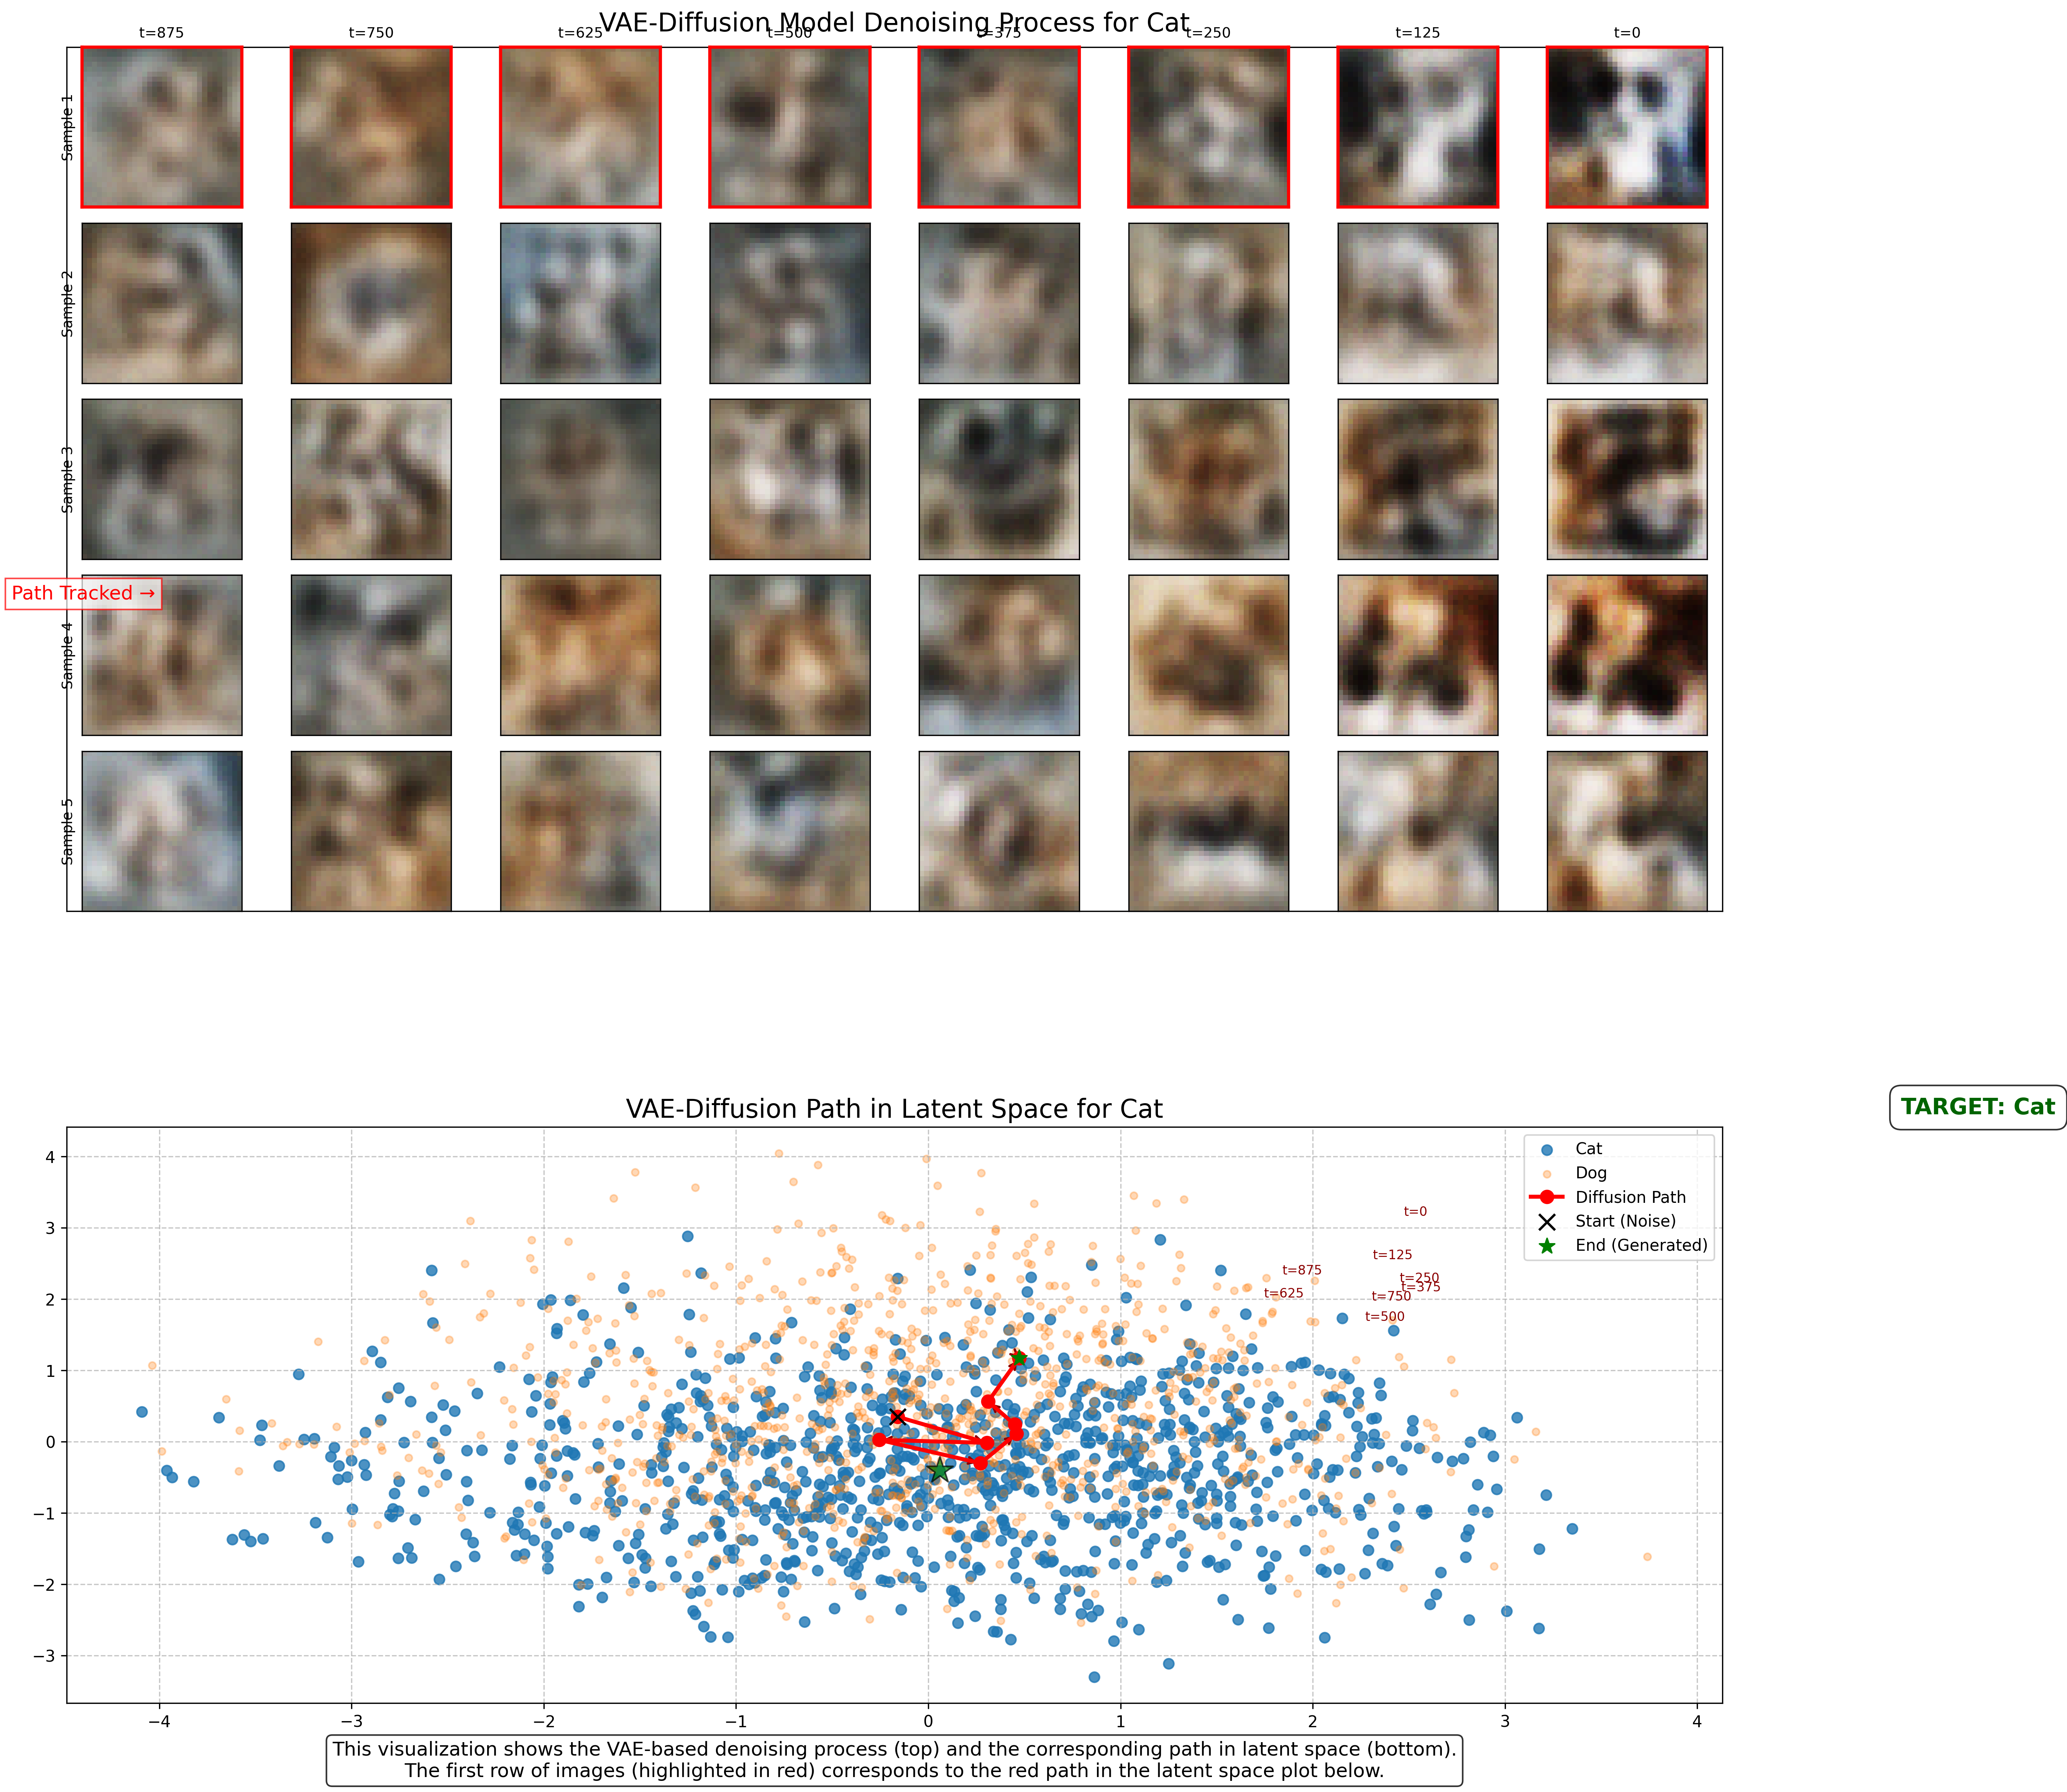 VAE-Diffusion Model Denoising Process for Cat
t=875 t=750 t=625 t=500 t=375 t=250 t=125 t=0
Sample 1
Sample 2
Sample 3
Path Tracked →
Sample 4
Sample 5
TARGET: Cat
VAE-Diffusion Path in Latent Space for Cat
Cat
Dog
Diffusion Path
Start (Noise)
End (Generated)
t=0
t=125
t=875
t=250
t=375
t=625
t=750
t=500
4
3
2
1
0
−1
−2
−3
−4 −3 −2 −1 0 1 2 3 4
This visualization shows the VAE-based denoising process (top) and the corresponding path in latent space (bottom).
The first row of images (highlighted in red) corresponds to the red path in the latent space plot below.